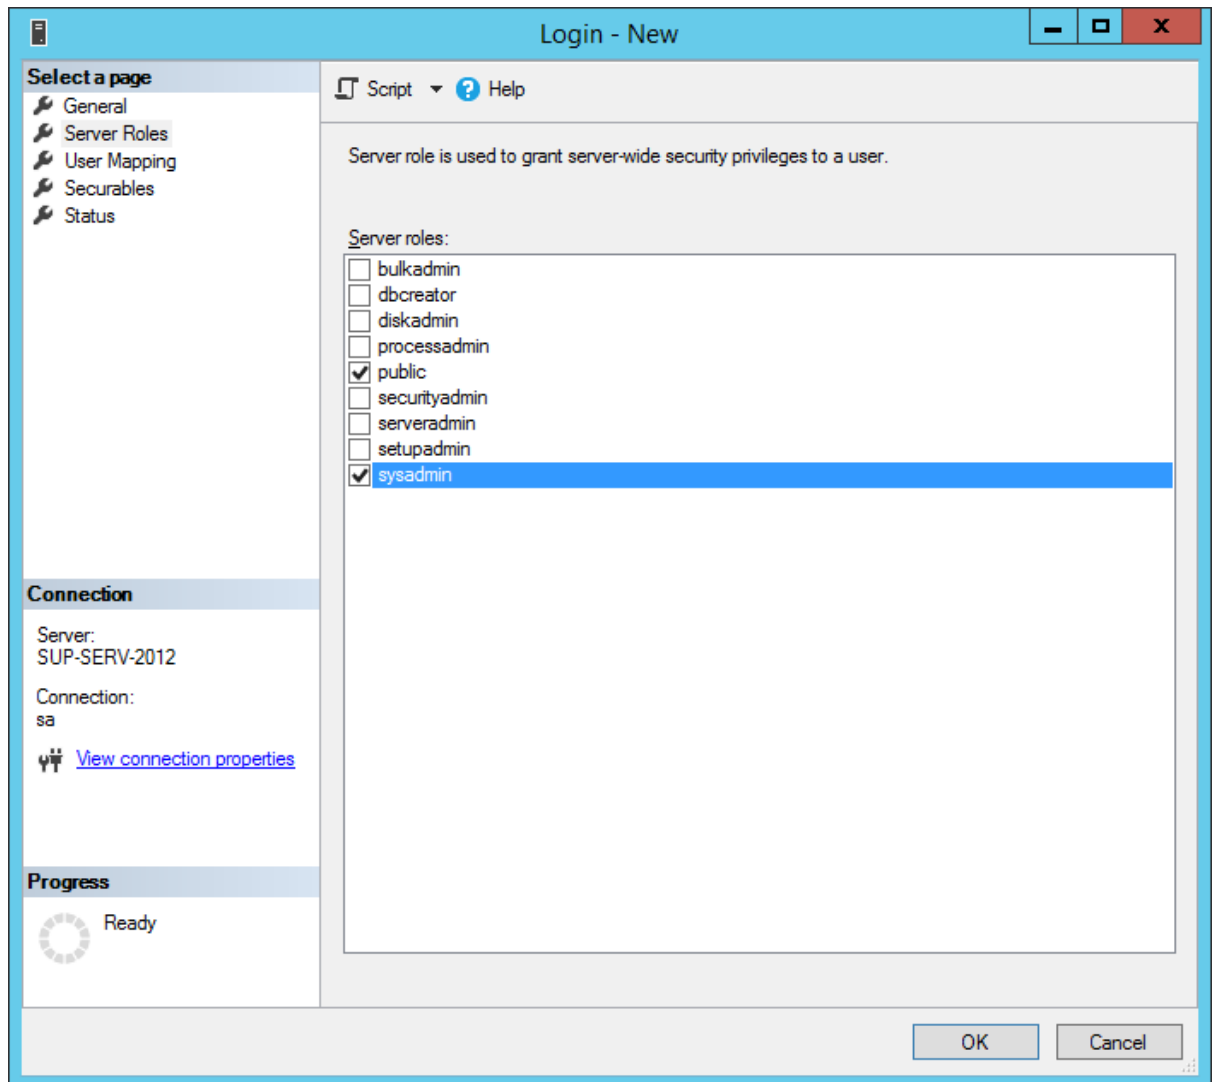 Login - New
Select a page
General
Server Roles
User Mapping
Securables
Status
Script
Help
Server role is used to grant server-wide security privileges to a user.
Server roles:
bulkadmin
dbcreator
diskadmin
processadmin
public
securityadmin
serveradmin
setupadmin
sysadmin
Connection
Server:
SUP-SERV-2012
Connection:
sa
View connection properties
Progress
Ready
OK
Cancel